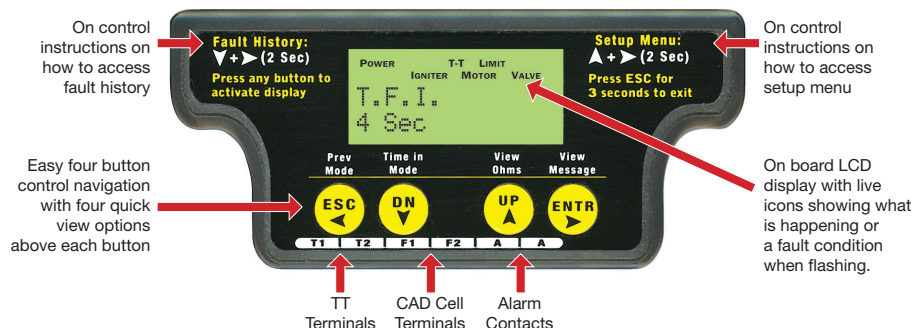 On control
instructions on
how to access
fault history
Fault History:
▼+➤(2 Sec)
Press any button to
activate display
POWER T-T LIMIT
IGNITER MOTOR VALVE
T.F.I.
4 Sec
Setup Menu:
▲+➤(2 Sec)
Press ESC for
3 seconds to exit
On control
instructions on
how to access
setup menu
Easy four button
control navigation
with four quick
view options
above each button
Prev
Mode
Time in
Mode
View
Ohms
View
Message
ESC
DN
UP
ENTR
T1 T2 F1 F2 A A
On board LCD
display with live
icons showing what
is happening or
a fault condition
when flashing.
TT
Terminals
CAD Cell
Terminals
Alarm
Contacts